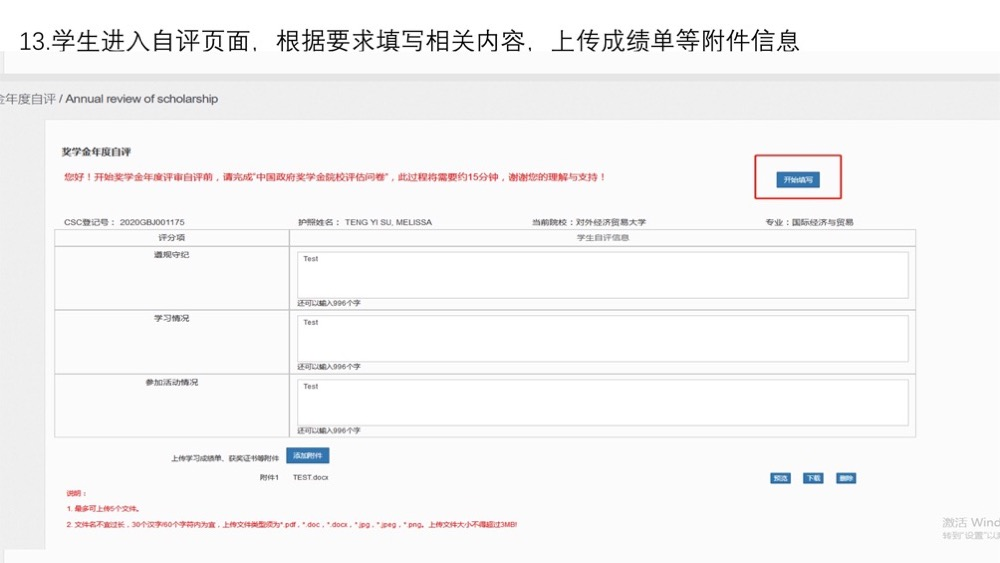 13.学生进入自评页面，根据要求填写相关内容，上传成绩单等附件信息
金年度自评 / Annual review of scholarship
奖学金年度自评
您好！开始奖学金年度评审自评前，请完成"中国政府奖学金院校评估问卷"，此过程将需要约15分钟，谢谢您的理解与支持！
开始填写
CSC登记号： 2020GBJ001175 护照姓名： TENG YI SU, MELISSA 当前院校：对外经济贸易大学 专业：国际经济与贸易
评分项 学生自评信息
遵规守纪 Test
还可以输入996个字
学习情况 Test
还可以输入996个字
参加活动情况 Test
还可以输入996个字
上传学习成绩单、获奖证书等附件 添加附件
附件1 TEST.docx 预览 下载 删除
说明：
1. 最多可上传5个文件。
2. 文件名不宜过长，30个汉字/60个字符内为宜，上传文件类型须为*.pdf，*.doc，*.docx，*.jpg，*.jpeg，*.png。上传文件大小不得超过3MB!
激活 Wind
转到"设置"以